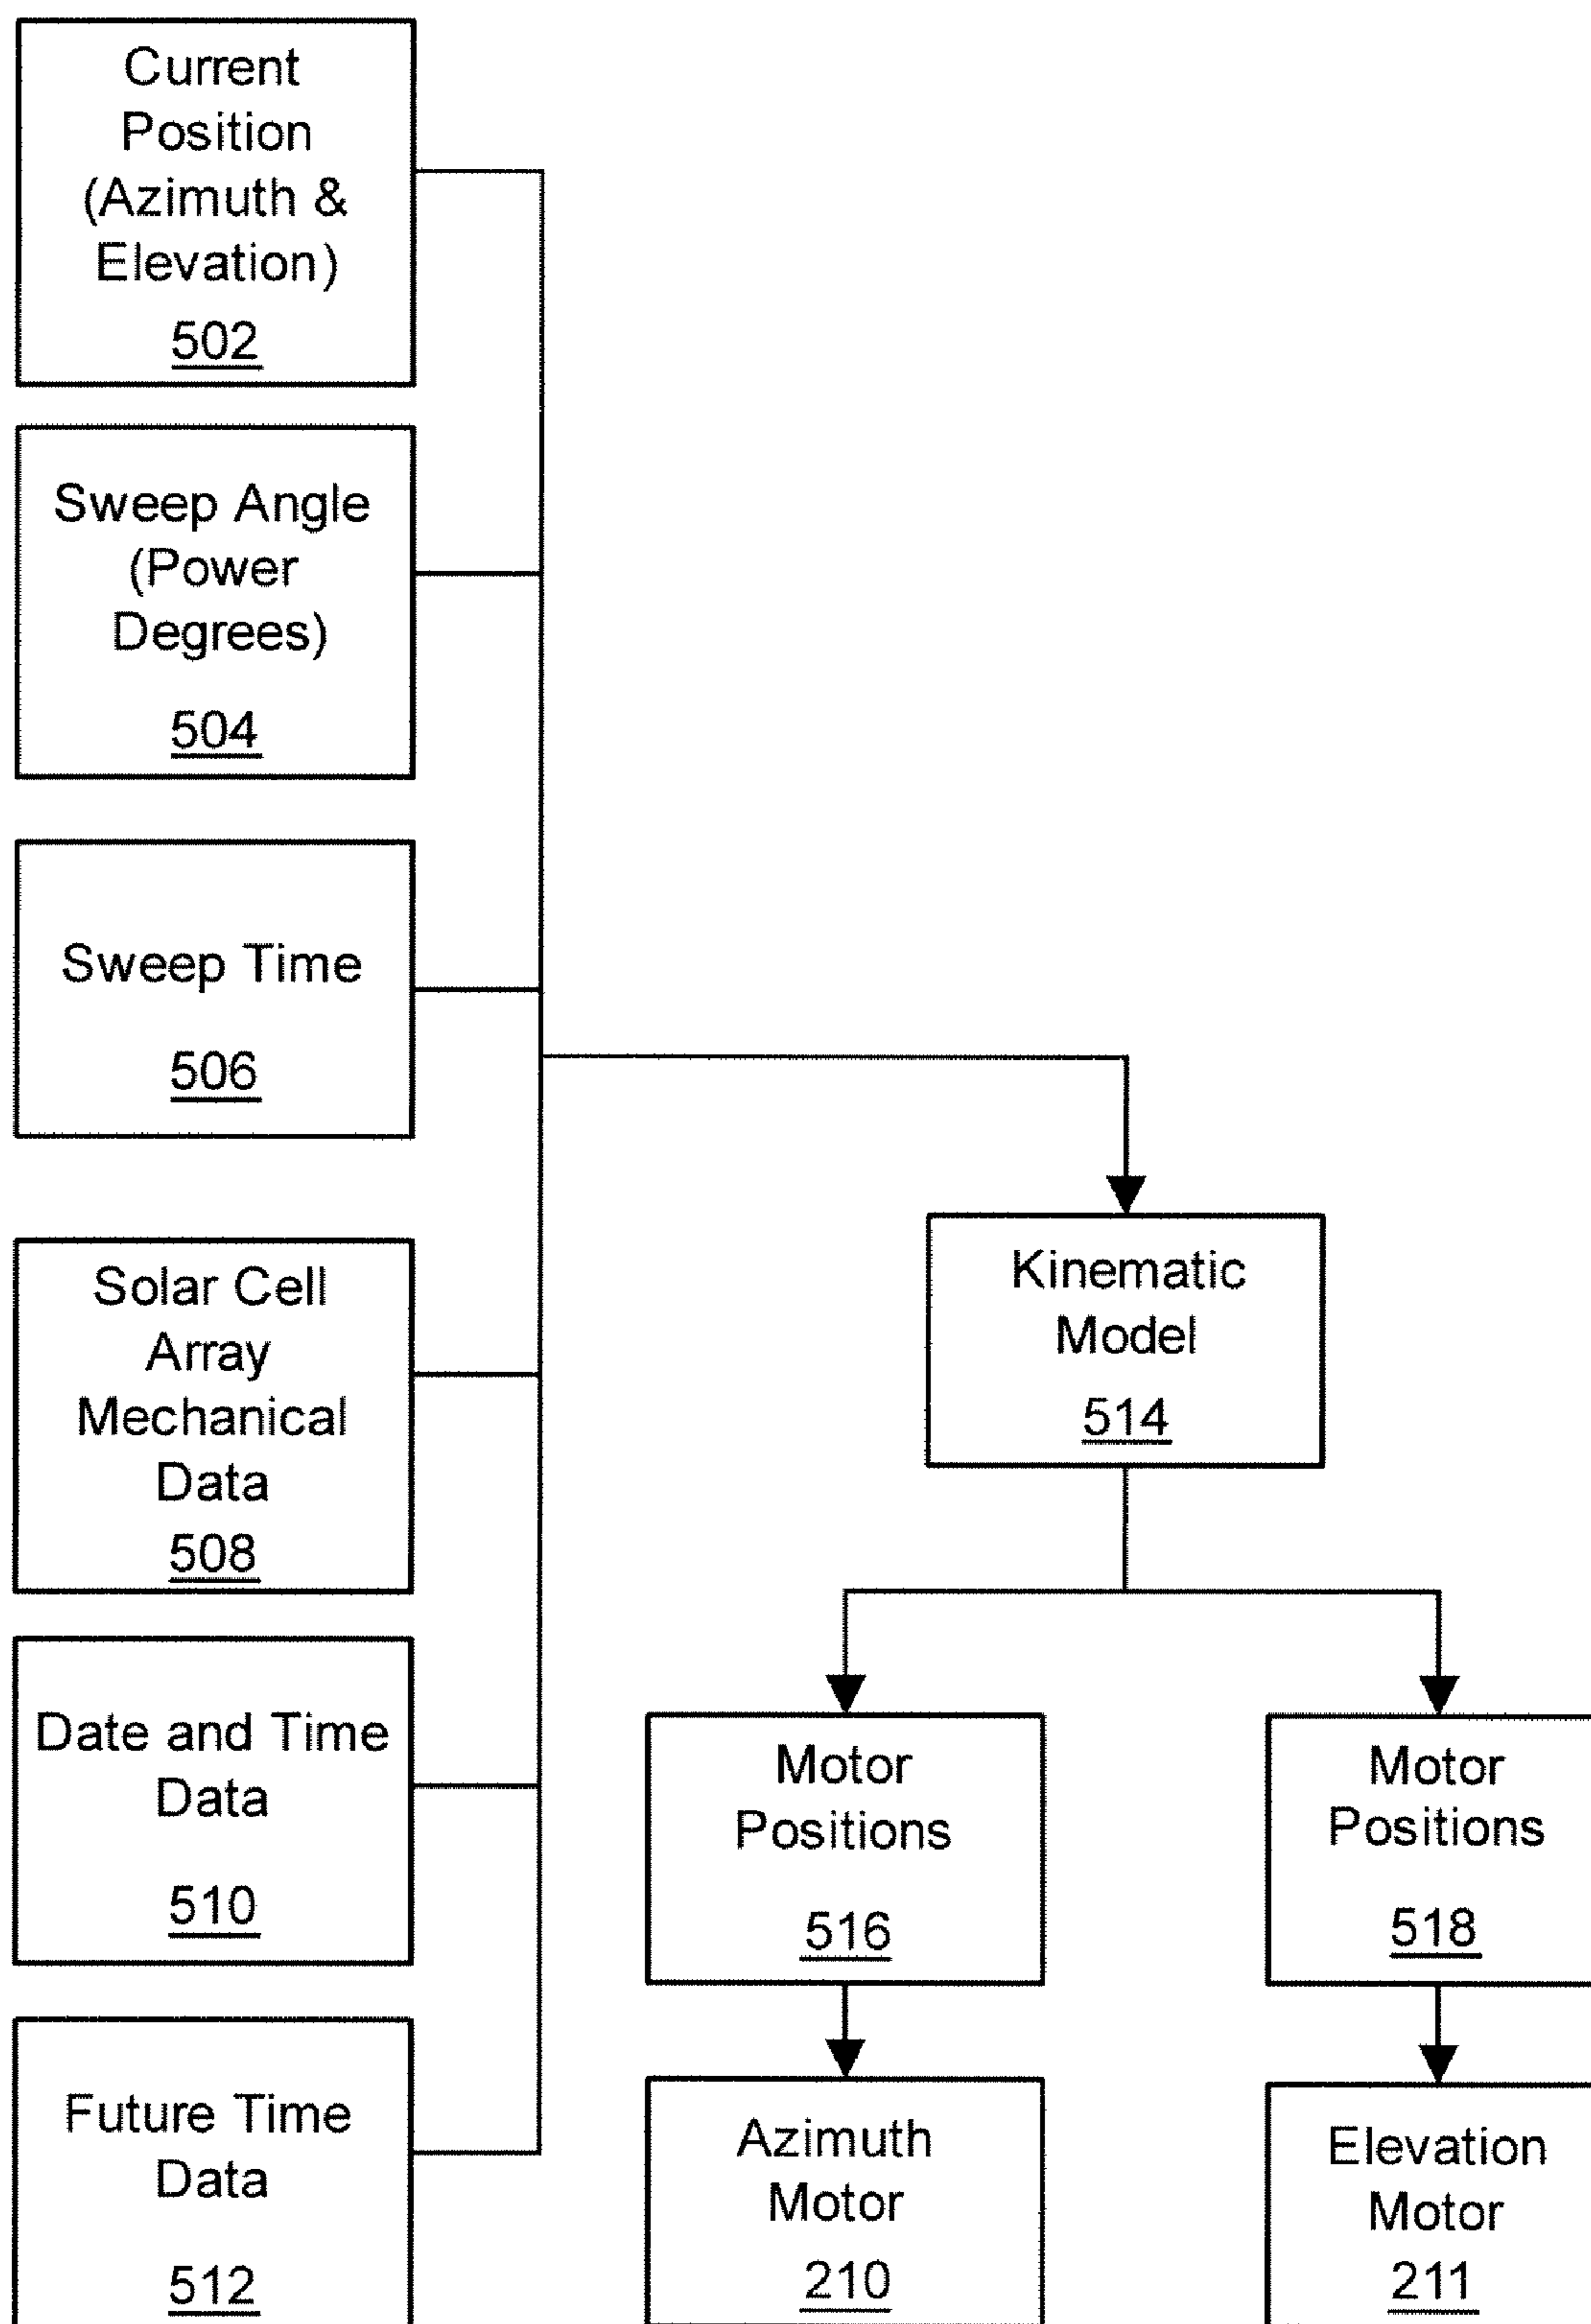 Current
Position
(Azimuth &
Elevation)
502
Sweep Angle
(Power
Degrees)
504
Sweep Time
506
Solar Cell
Array
Mechanical
Data
508
Date and Time
Data
510
Future Time
Data
512
Kinematic
Model
514
Motor
Positions
516
Motor
Positions
518
Azimuth
Motor
210
Elevation
Motor
211